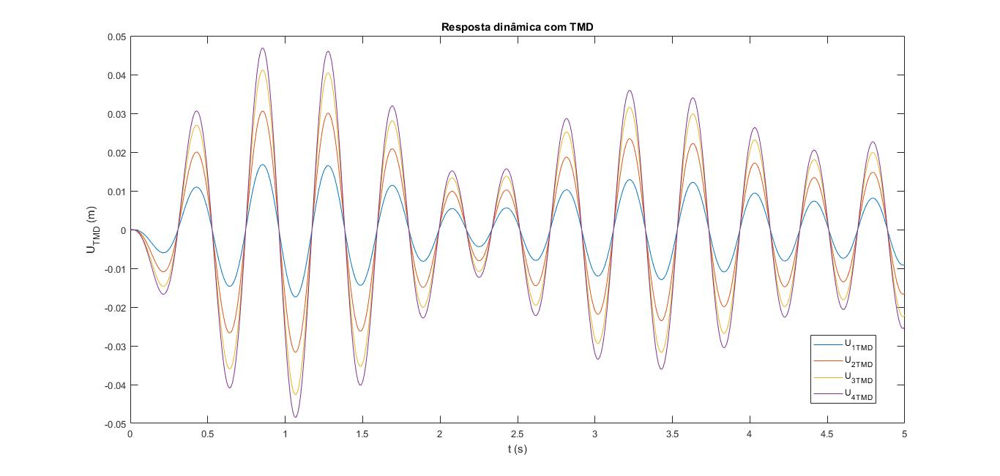 Resposta dinâmica com TMD
0.05
0.04
0.03
0.02
0.01
0
-0.01
-0.02
-0.03
-0.04
-0.05
U_TMD (m)
0 0.5 1 1.5 2 2.5 3 3.5 4 4.5 5
t (s)
U_1TMD
U_2TMD
U_3TMD
U_4TMD